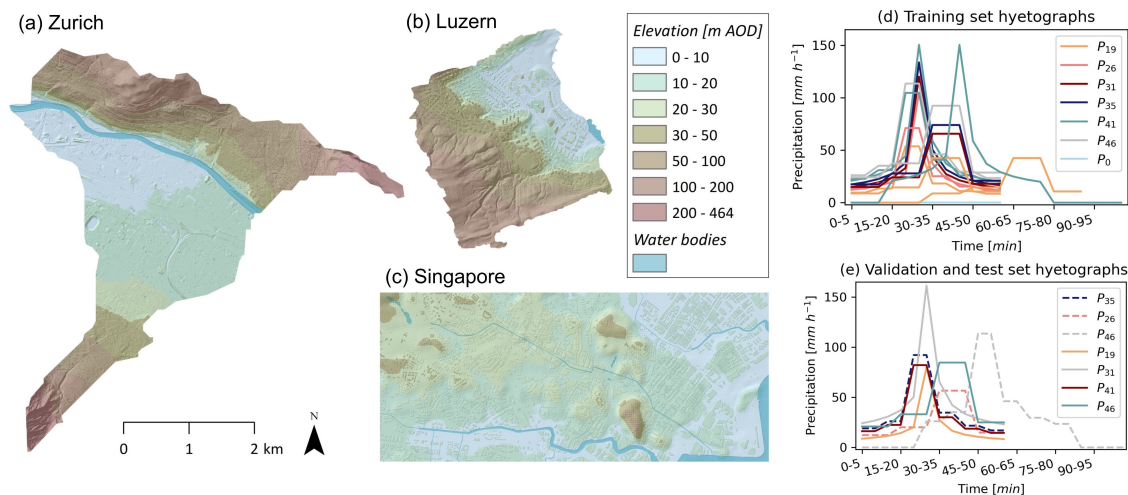 (a) Zurich
(b) Luzern
Elevation [m AOD]
0 - 10
10 - 20
20 - 30
30 - 50
50 - 100
100 - 200
200 - 464
Water bodies
(c) Singapore
0 1 2 km
N
(d) Training set hyetographs
Precipitation [mm h⁻¹]
150
100
50
0
P₁₉
P₂₆
P₃₁
P₃₅
P₄₁
P₄₆
P₀
0-5 15-20 30-35 45-50 60-65 75-80 90-95
Time [min]
(e) Validation and test set hyetographs
Precipitation [mm h⁻¹]
150
100
50
0
P₃₅
P₂₆
P₄₆
P₁₉
P₃₁
P₄₁
P₄₆
0-5 15-20 30-35 45-50 60-65 75-80 90-95
Time [min]